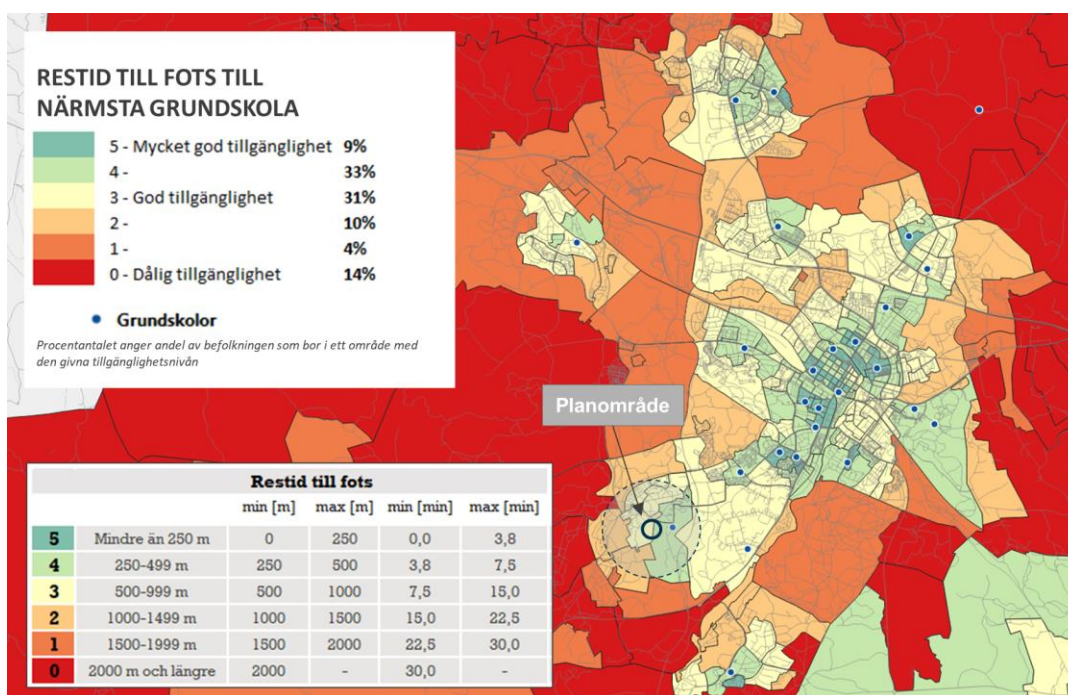 RESTID TILL FOTS TILL
NÄRMSTA GRUNDSKOLA
5 - Mycket god tillgänglighet 9%
4 - 33%
3 - God tillgänglighet 31%
2 - 10%
1 - 4%
0 - Dålig tillgänglighet 14%
Grundskolor
Procentantalet anger andel av befolkningen som bor i ett område med
den givna tillgänglighetsnivån
Planområde
Restid till fots
min [m] max [m] min [min] max [min]
5 Mindre än 250 m 0 250 0,0 3,8
4 250-499 m 250 500 3,8 7,5
3 500-999 m 500 1000 7,5 15,0
2 1000-1499 m 1000 1500 15,0 22,5
1 1500-1999 m 1500 2000 22,5 30,0
0 2000 m och längre 2000 - 30,0 -